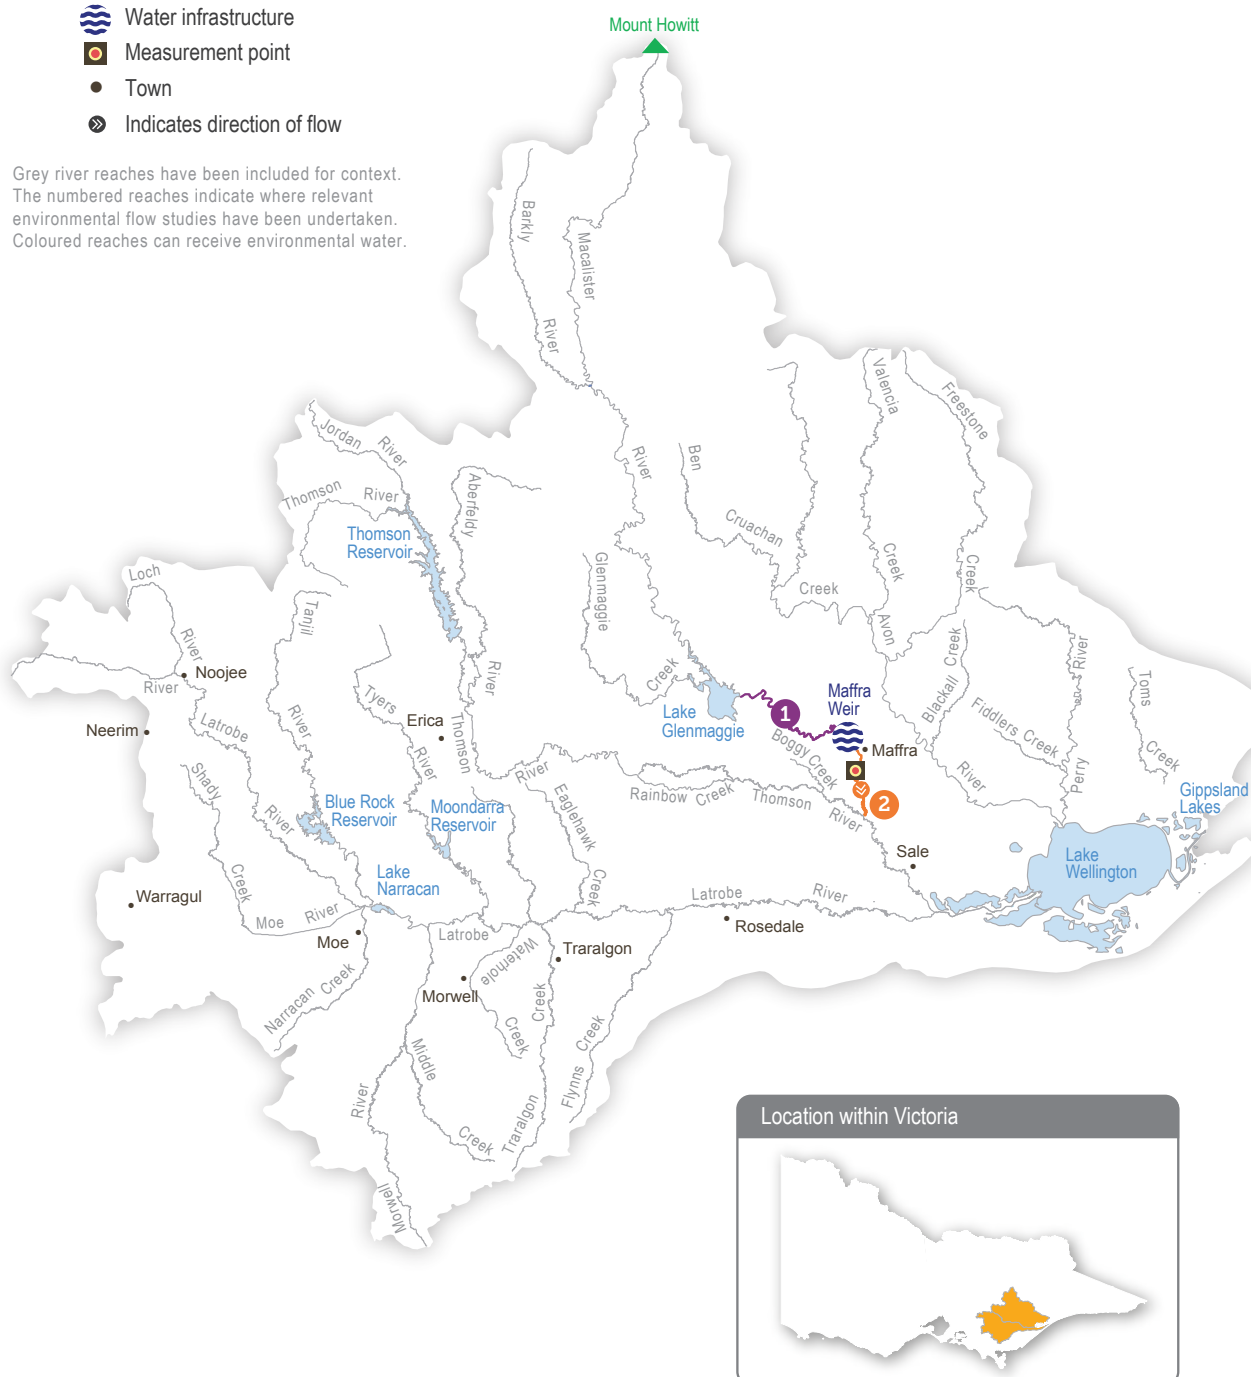 Water infrastructure
Measurement point
Town
Indicates direction of flow
Grey river reaches have been included for context.
The numbered reaches indicate where relevant
environmental flow studies have been undertaken.
Coloured reaches can receive environmental water.
Mount Howitt
Barkly
River
Macalister
River
Valencia
Creek
Freestone
Creek
Ben
Cruachan
Creek
Jordan
River
Thomson
River
Aberfeldy
River
Thomson
Reservoir
Glenmaggie
Creek
Loch
River
Tanjil
River
Avon
River
Blackall Creek
Perry
River
Toms
Creek
Fiddlers Creek
Noojee
River
Latrobe
River
Tyers
River
Erica
Thomson
River
Neerim
Lake
Glenmaggie
1
Maffra
Weir
Maffra
Boggy Creek
2
Shady
Creek
Rainbow Creek
Thomson
River
Eaglehawk
Creek
Blue Rock
Reservoir
Moondarra
Reservoir
Gippsland
Lakes
Sale
Lake
Wellington
Lake
Narracan
Warragul
Moe River
Moe
Latrobe
Latrobe
River
Rosedale
Traralgon
Waterhole
Creek
Morwell
Narracan Creek
Middle
Creek
Traralgon
Creek
Flynns
Creek
River
Morwell
Location within Victoria